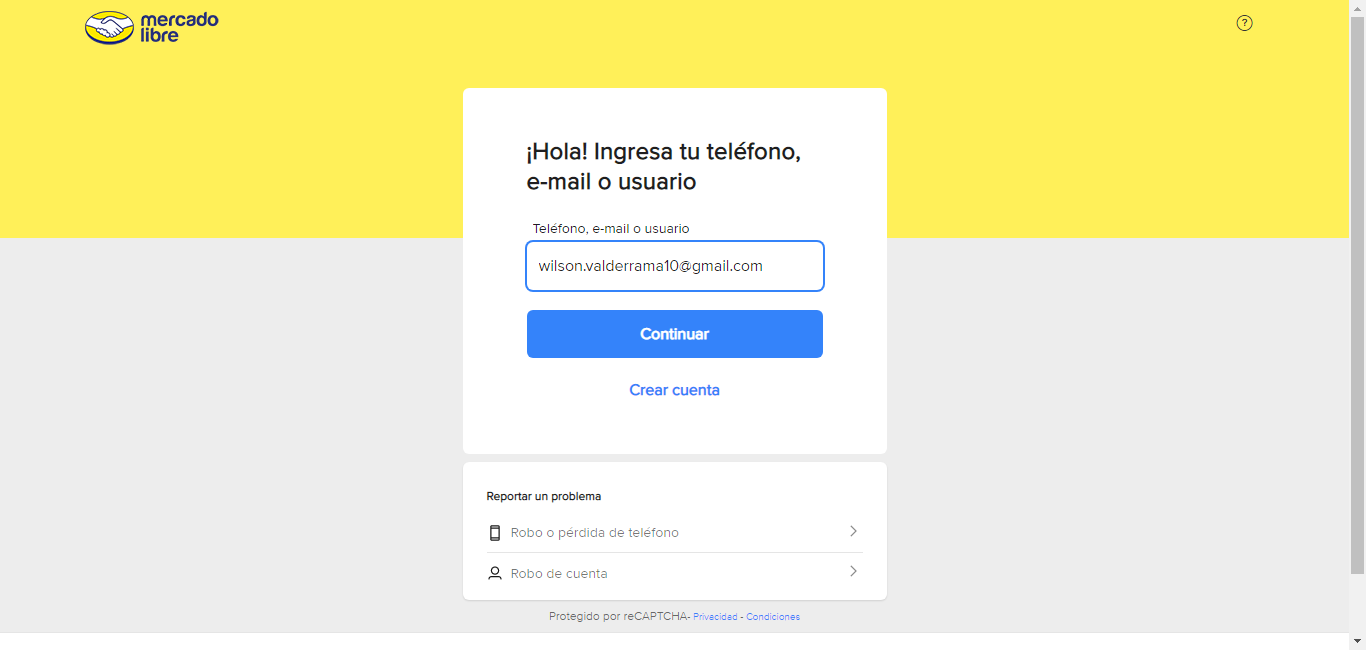 mercado
libre
?
¡Hola! Ingresa tu teléfono,
e-mail o usuario
Teléfono, e-mail o usuario
wilson.valderrama10@gmail.com
Continuar
Crear cuenta
Reportar un problema
Robo o pérdida de teléfono
Robo de cuenta
Protegido por reCAPTCHA- Privacidad - Condiciones